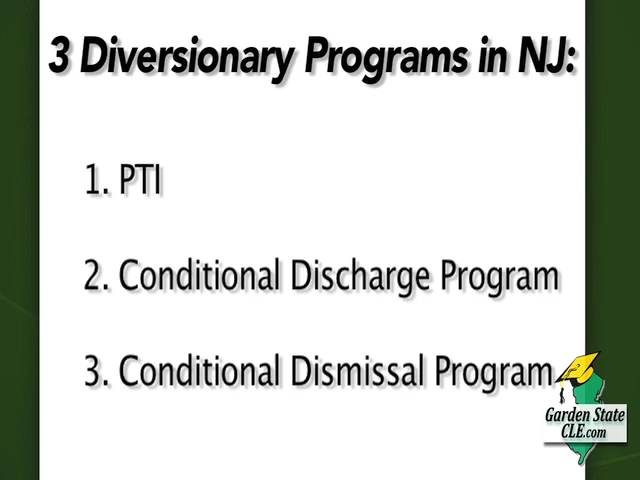 3 Diversionary Programs in NJ:
1. PTI
2. Conditional Discharge Program
3. Conditional Dismissal Program
Garden State
CLE.com